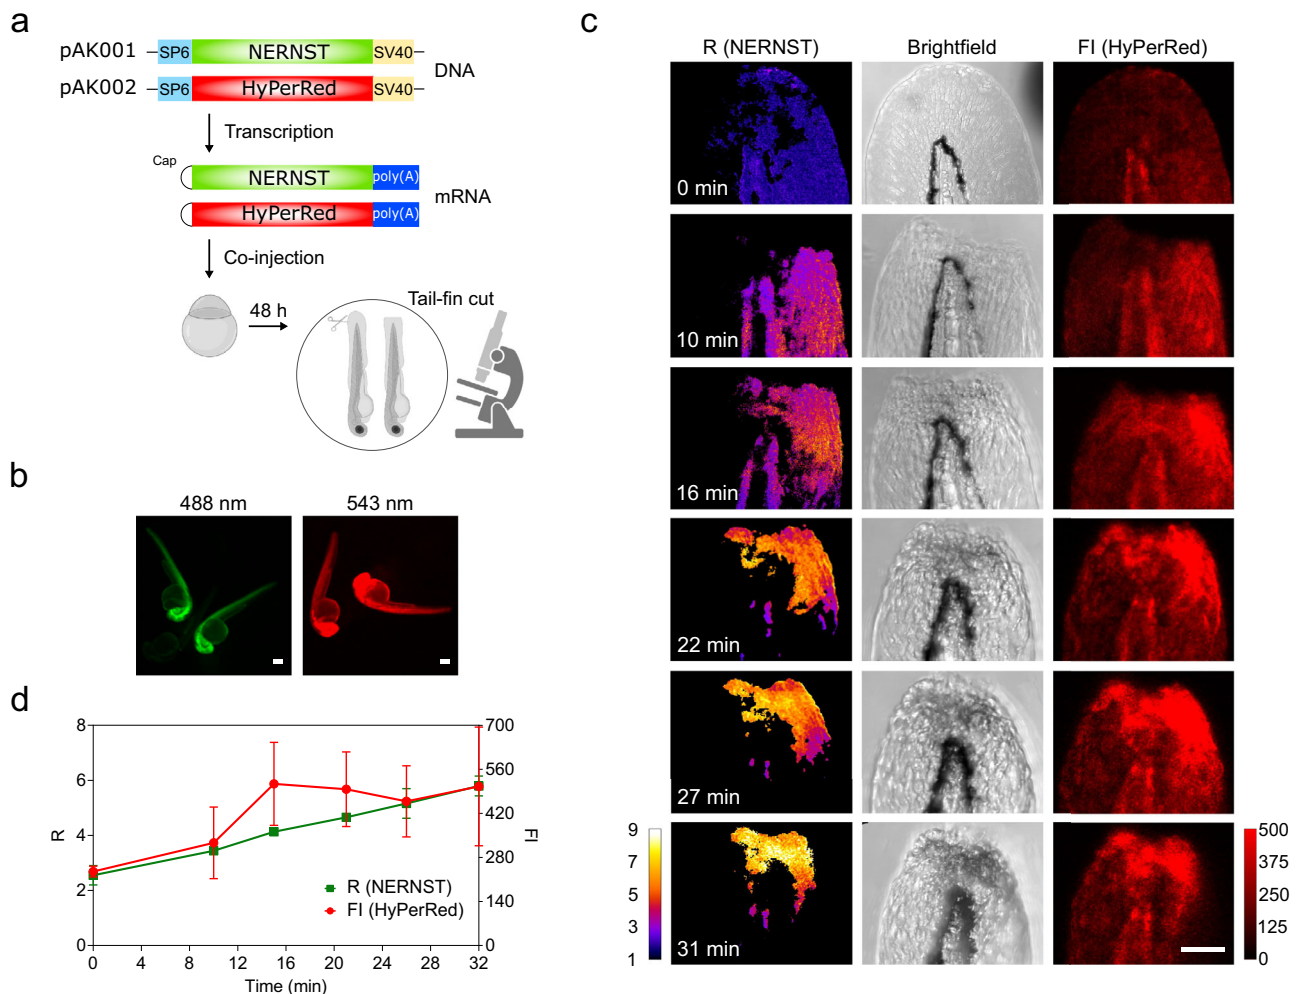 a
pAK001
SP6
NERNST
SV40
pAK002
SP6
HyPerRed
SV40
DNA
Transcription
Cap
NERNST
poly(A)
HyPerRed
poly(A)
mRNA
Co-injection
48 h
Tail-fin cut
b
488 nm
543 nm
c
R (NERNST)
Brightfield
FI (HyPerRed)
0 min
10 min
16 min
22 min
27 min
31 min
9
7
5
3
1
500
375
250
125
0
d
8
6
4
2
0
R
700
560
420
280
140
0
FI
R (NERNST)
FI (HyPerRed)
0 4 8 12 16 20 24 28 32
Time (min)